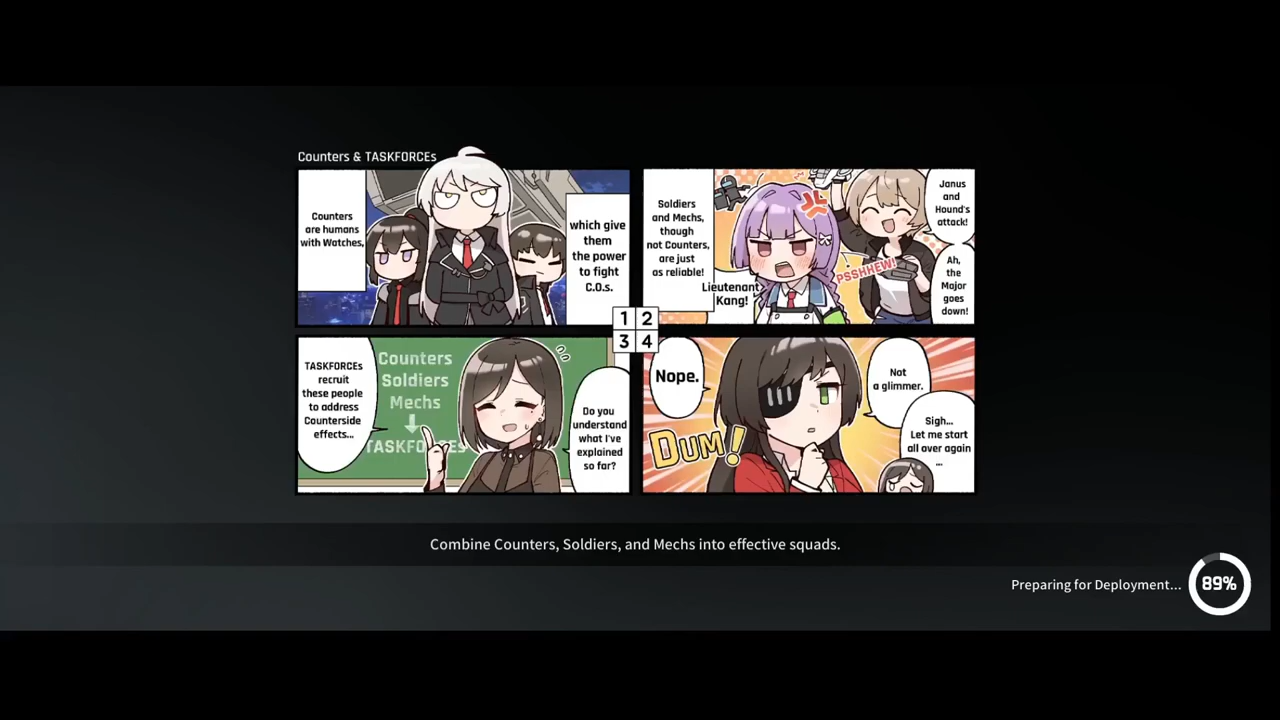 Counters & TASKFORCEs
Counters
are humans
with Watches,
which give
them
the power
to fight
C.O.s.
Soldiers
and Mechs,
though
not Counters,
are just
as reliable!
Lieutenant
Kang!
PSSHHEW!
Janus
and
Hound's
attack!
Ah,
the
Major
goes
down!
1 2
3 4
TASKFORCEs
recruit
these people
to address
Counterside
effects...
Counters
Soldiers
Mechs
TASKFORCEs
Do you
understand
what I've
explained
so far?
Nope.
DUM!
Not
a glimmer.
Sigh...
Let me start
all over again
...
Combine Counters, Soldiers, and Mechs into effective squads.
Preparing for Deployment...
89%